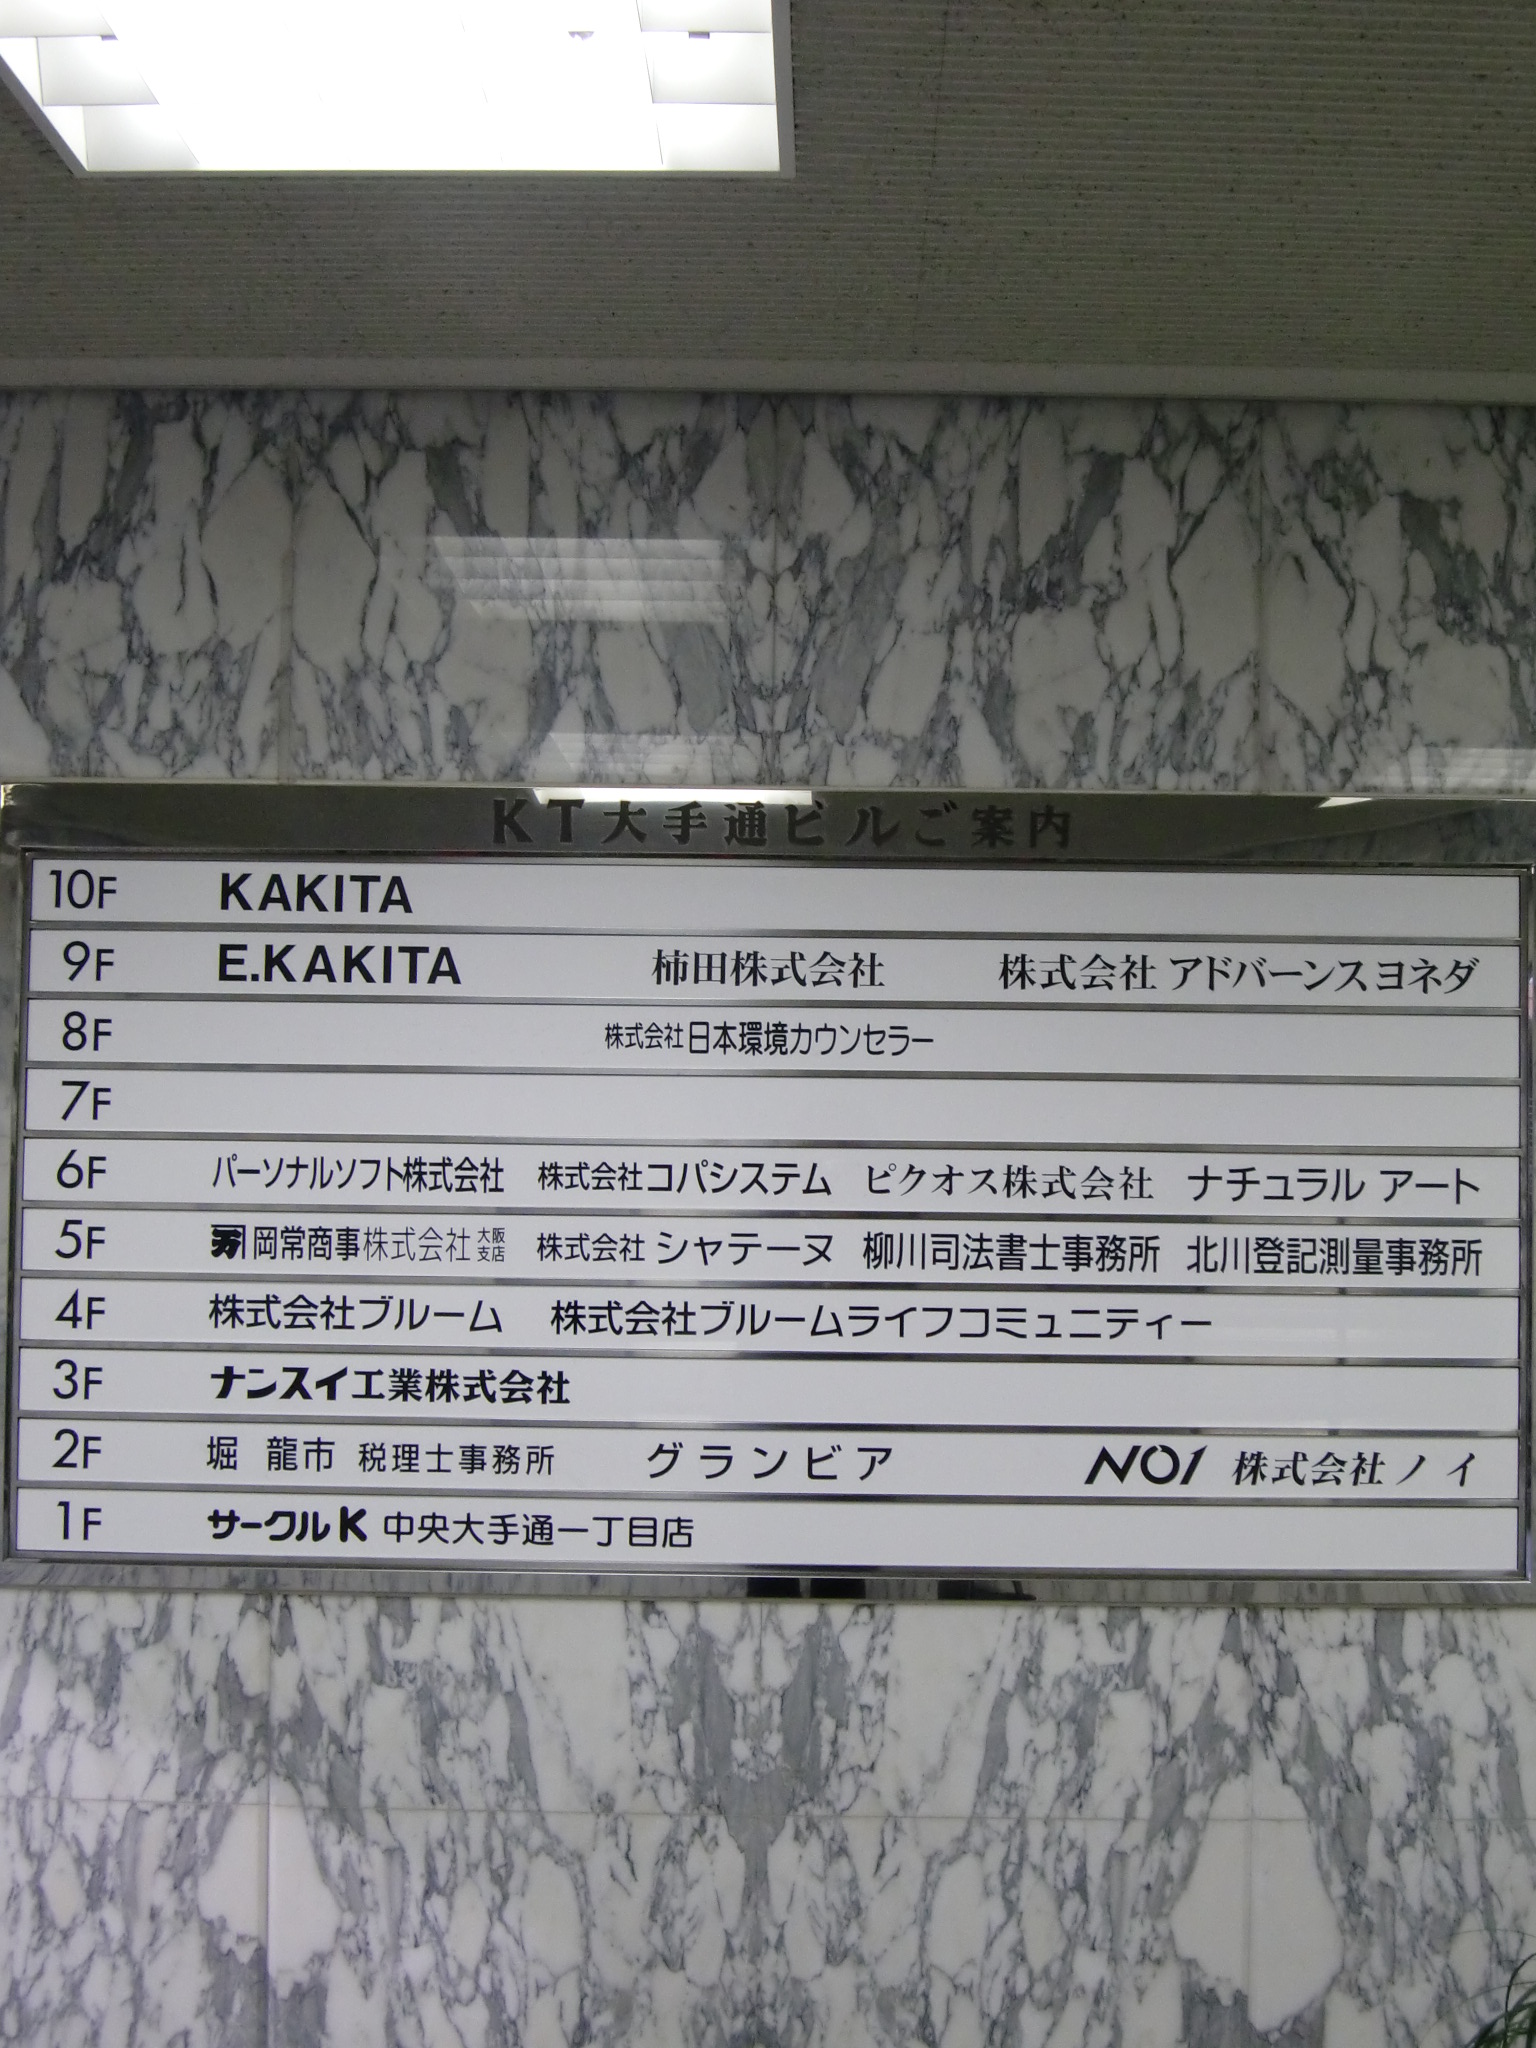 KT大手通ビルご案内
10F KAKITA
9F E.KAKITA 柿田株式会社 株式会社 アドバーンスヨネダ
8F 株式会社日本環境カウンセラー
7F
6F パーソナルソフト株式会社 株式会社コパシステム ピクオス株式会社 ナチュラル アート
5F 岡常商事株式会社 大阪支店 株式会社 シャテーヌ 柳川司法書士事務所 北川登記測量事務所
4F 株式会社ブルーム 株式会社ブルームライフコミュニティー
3F ナンスイ工業株式会社
2F 堀 龍市 税理士事務所 グランビア NOI 株式会社ノイ
1F サークルK 中央大手通一丁目店